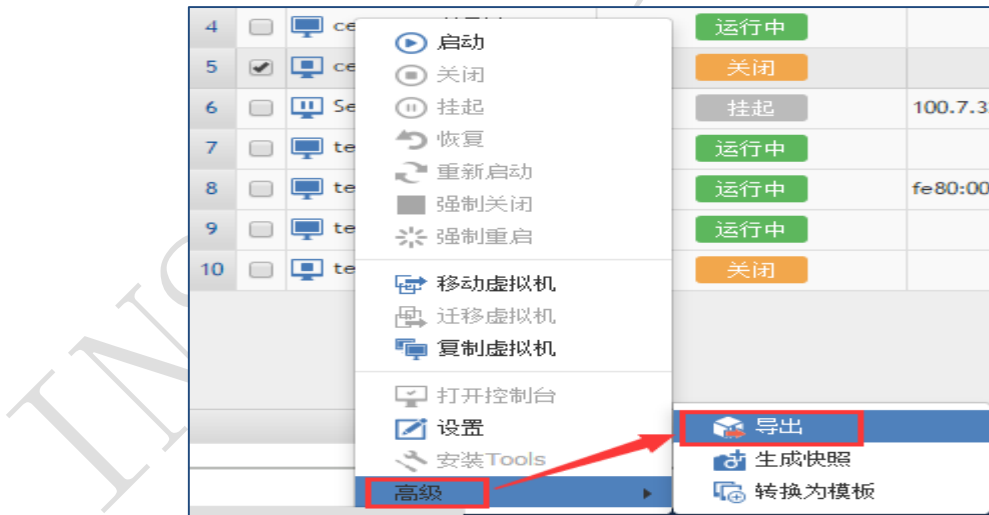 4 ce 运行中
启动
5 ce 关闭
关闭
6 Se 挂起 100.7.3
挂起
7 te 运行中
恢复
重新启动
8 te 运行中 fe80:00
强制关闭
9 te 运行中
强制重启
10 te 关闭
移动虚拟机
迁移虚拟机
复制虚拟机
打开控制台
设置
安装Tools
高级
导出
生成快照
转换为模板
INS